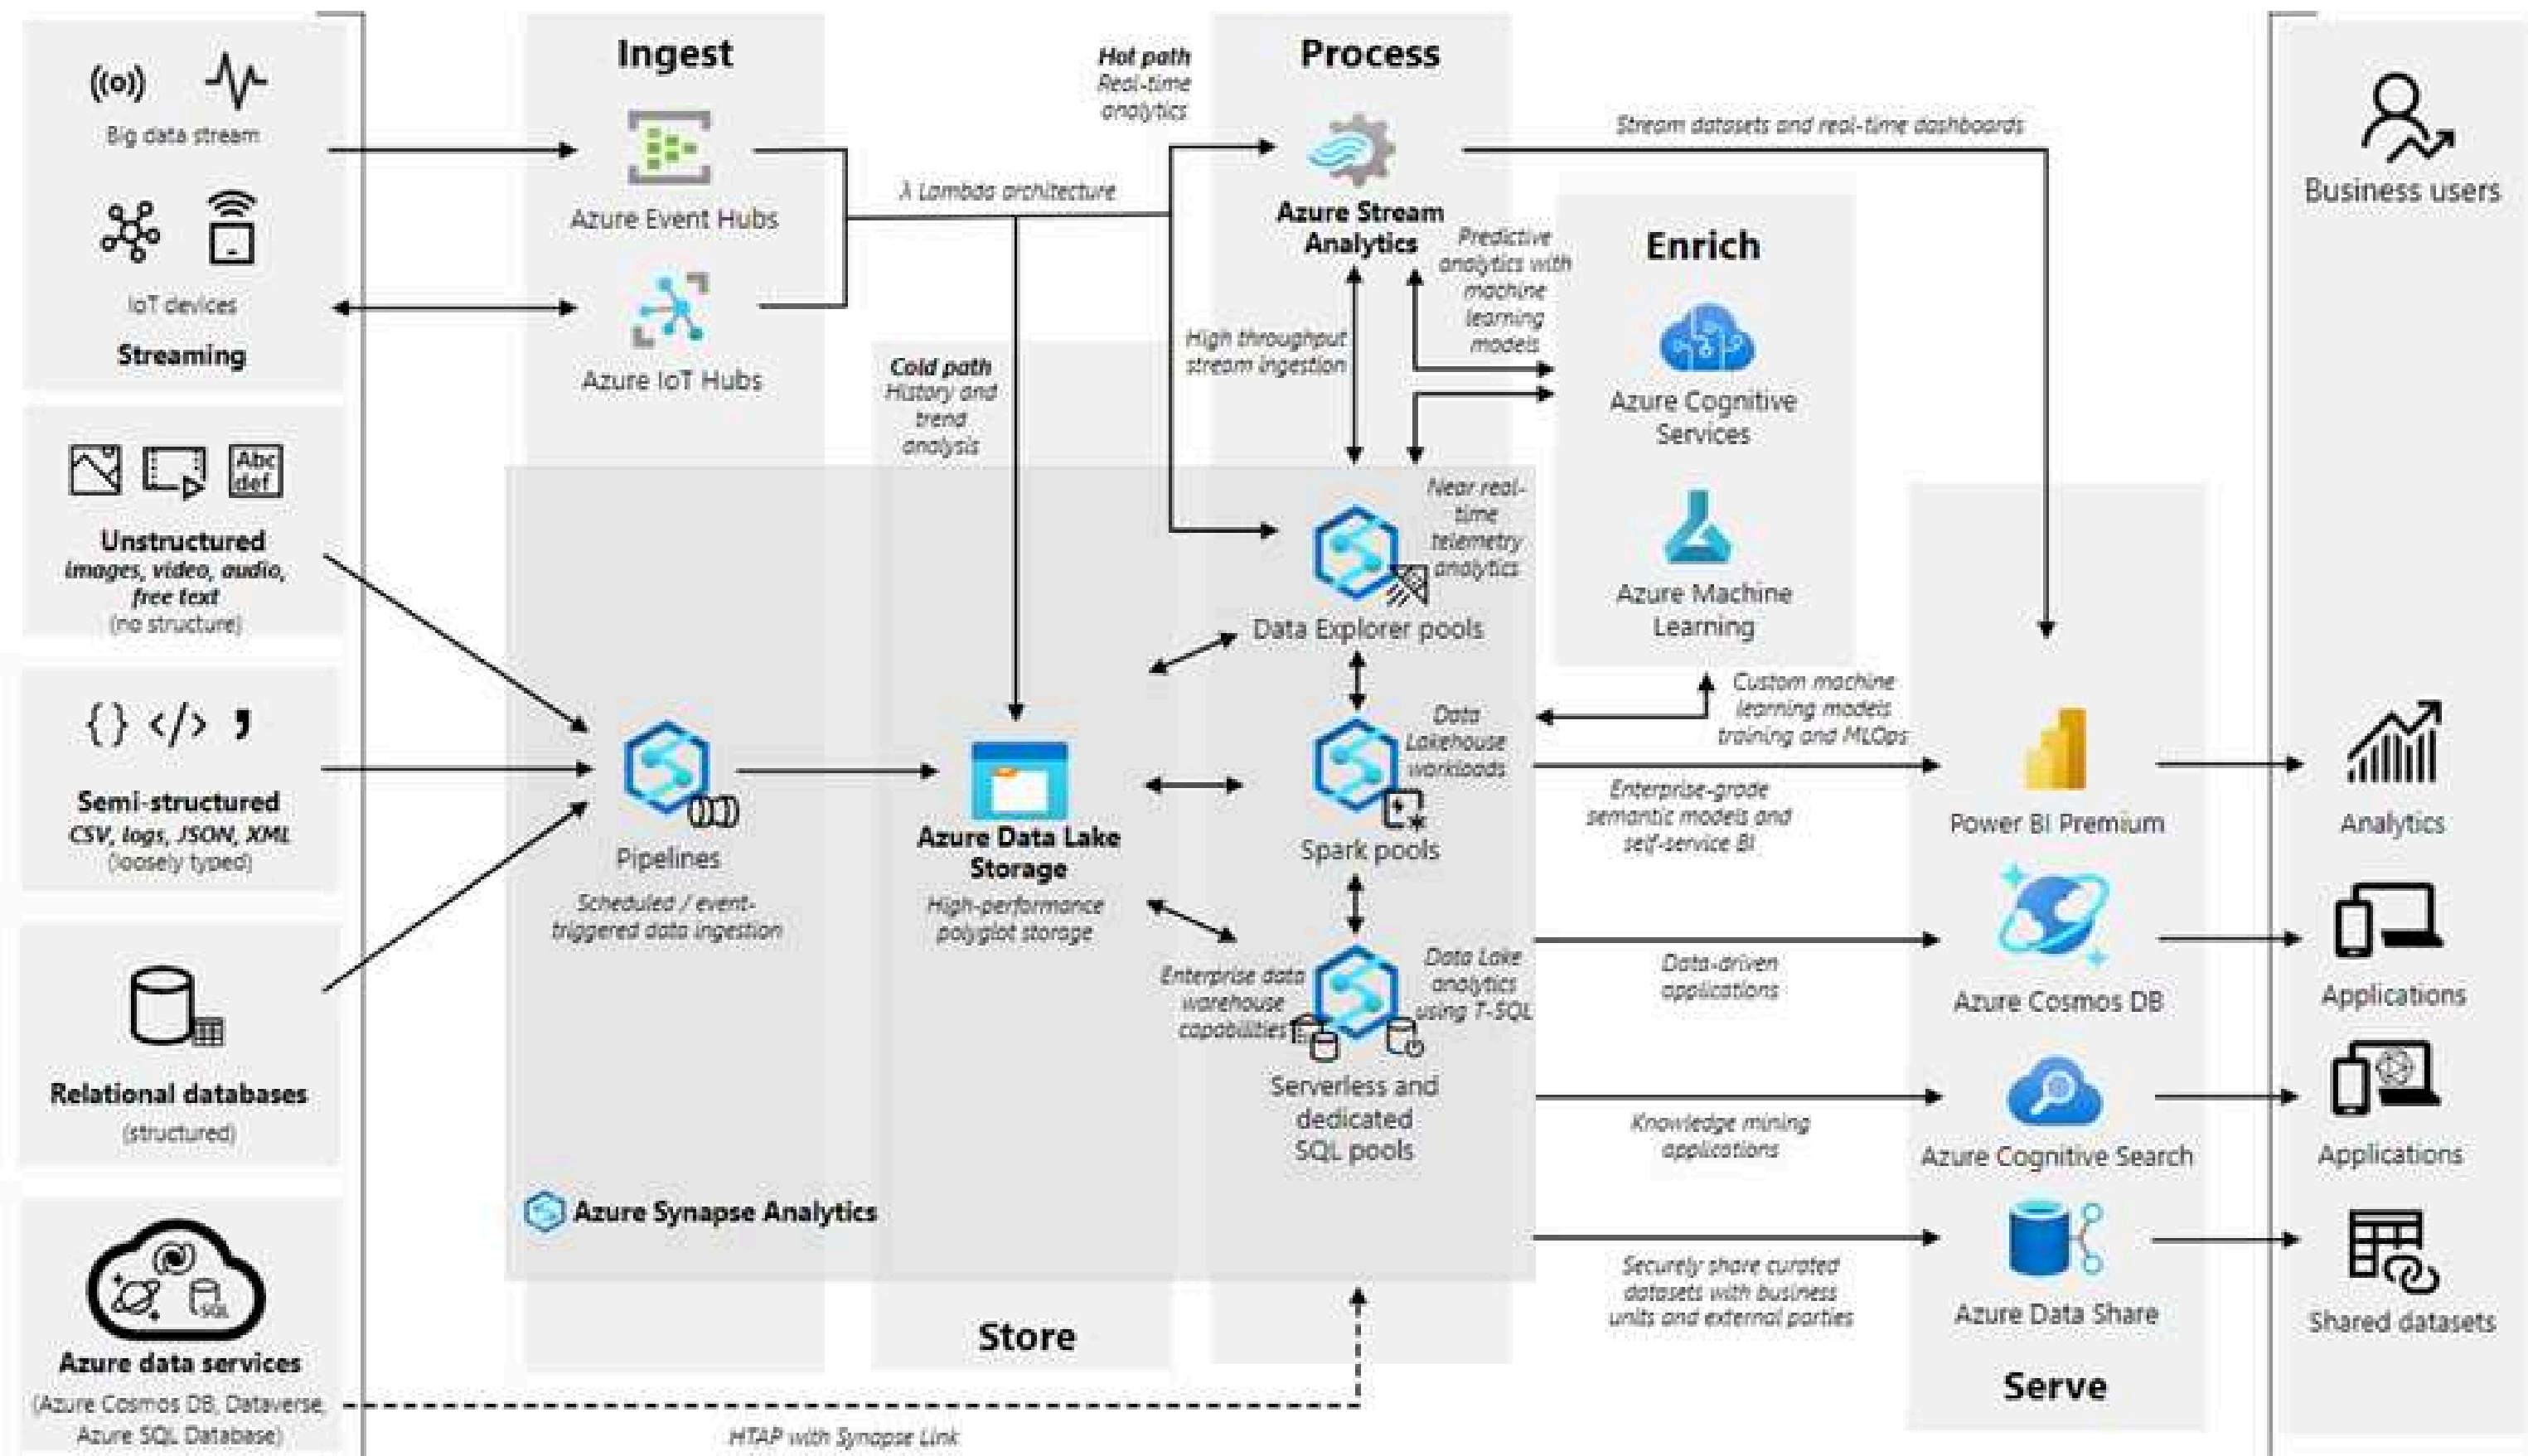 Big data stream
IoT devices
Streaming
Abc
def
Unstructured
images, video, audio,
free text
(no structure)
{} </> ,
Semi-structured
CSV, logs, JSON, XML
(loosely typed)
Relational databases
(structured)
SQL
Azure data services
(Azure Cosmos DB, Dataverse,
Azure SQL Database)
Ingest
Azure Event Hubs
Azure IoT Hubs
λ Lambda architecture
Cold path
History and
trend
analysis
Hot path
Real-time
analytics
Process
Azure Stream
Analytics
High throughput
stream ingestion
Predictive
analytics with
machine
learning
models
Stream datasets and real-time dashboards
Enrich
Azure Cognitive
Services
Azure Machine
Learning
Near real-
time
telemetry
analytics
Data Explorer pools
Custom machine
learning models
training and MLOps
Data
Lakehouse
workloads
Spark pools
Pipelines
Scheduled / event-
triggered data ingestion
Azure Data Lake
Storage
High-performance
polyglot storage
Enterprise data
warehouse
capabilities
Data Lake
analytics
using T-SQL
Serverless and
dedicated
SQL pools
Azure Synapse Analytics
Store
HTAP with Synapse Link
Enterprise-grade
semantic models and
self-service BI
Data-driven
applications
Knowledge mining
applications
Securely share curated
datasets with business
units and external parties
Power BI Premium
Azure Cosmos DB
Azure Cognitive Search
Azure Data Share
Serve
Business users
Analytics
Applications
Applications
Shared datasets